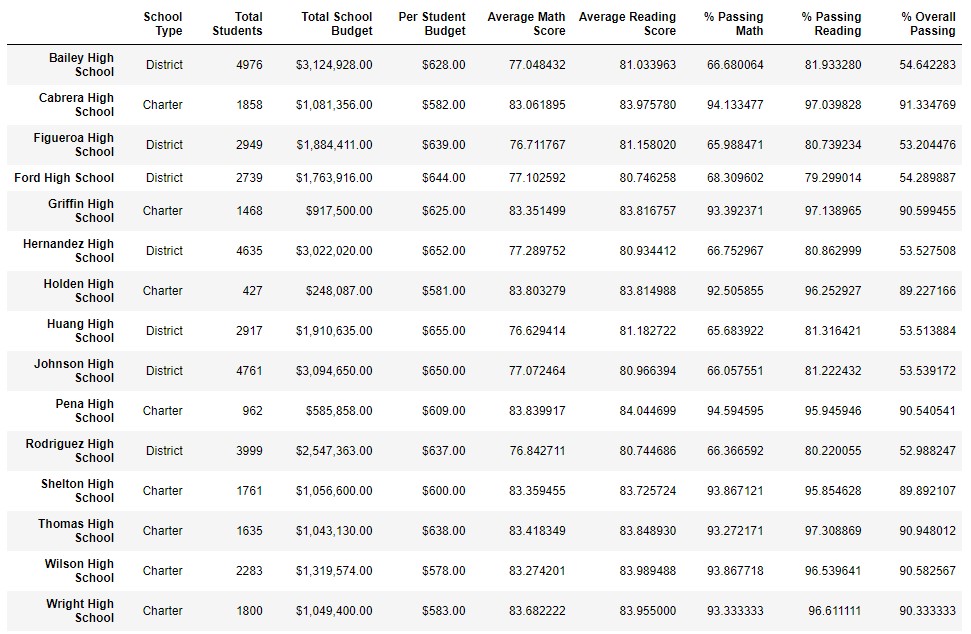 School Type Total Students Total School Budget Per Student Budget Average Math Score Average Reading Score % Passing Math % Passing Reading % Overall Passing
Bailey High School District 4976 $3,124,928.00 $628.00 77.048432 81.033963 66.680064 81.933280 54.642283
Cabrera High School Charter 1858 $1,081,356.00 $582.00 83.061895 83.975780 94.133477 97.039828 91.334769
Figueroa High School District 2949 $1,884,411.00 $639.00 76.711767 81.158020 65.988471 80.739234 53.204476
Ford High School District 2739 $1,763,916.00 $644.00 77.102592 80.746258 68.309602 79.299014 54.289887
Griffin High School Charter 1468 $917,500.00 $625.00 83.351499 83.816757 93.392371 97.138965 90.599455
Hernandez High School District 4635 $3,022,020.00 $652.00 77.289752 80.934412 66.752967 80.862999 53.527508
Holden High School Charter 427 $248,087.00 $581.00 83.803279 83.814988 92.505855 96.252927 89.227166
Huang High School District 2917 $1,910,635.00 $655.00 76.629414 81.182722 65.683922 81.316421 53.513884
Johnson High School District 4761 $3,094,650.00 $650.00 77.072464 80.966394 66.057551 81.222432 53.539172
Pena High School Charter 962 $585,858.00 $609.00 83.839917 84.044699 94.594595 95.945946 90.540541
Rodriguez High School District 3999 $2,547,363.00 $637.00 76.842711 80.744686 66.366592 80.220055 52.988247
Shelton High School Charter 1761 $1,056,600.00 $600.00 83.359455 83.725724 93.867121 95.854628 89.892107
Thomas High School Charter 1635 $1,043,130.00 $638.00 83.418349 83.848930 93.272171 97.308869 90.948012
Wilson High School Charter 2283 $1,319,574.00 $578.00 83.274201 83.989488 93.867718 96.539641 90.582567
Wright High School Charter 1800 $1,049,400.00 $583.00 83.682222 83.955000 93.333333 96.611111 90.333333